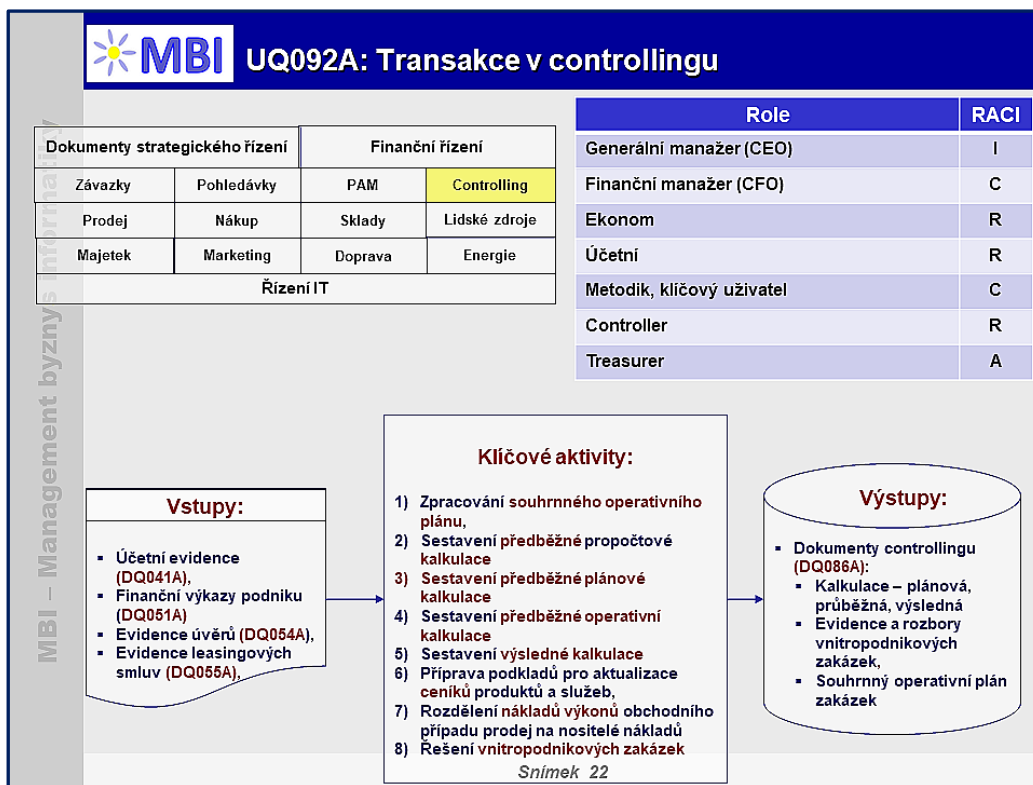 MBI
UQ092A: Transakce v controllingu
MBI – Management byznys informatiky
Dokumenty strategického řízení
Finanční řízení
Závazky
Pohledávky
PAM
Controlling
Prodej
Nákup
Sklady
Lidské zdroje
Majetek
Marketing
Doprava
Energie
Řízení IT
Role
RACI
Generální manažer (CEO)
I
Finanční manažer (CFO)
C
Ekonom
R
Účetní
R
Metodik, klíčový uživatel
C
Controller
R
Treasurer
A
Vstupy:
▪ Účetní evidence
(DQ041A),
▪ Finanční výkazy podniku
(DQ051A)
▪ Evidence úvěrů (DQ054A),
▪ Evidence leasingových
smluv (DQ055A),
Klíčové aktivity:
1) Zpracování souhrnného operativního
plánu,
2) Sestavení předběžné propočtové
kalkulace
3) Sestavení předběžné plánové
kalkulace
4) Sestavení předběžné operativní
kalkulace
5) Sestavení výsledné kalkulace
6) Příprava podkladů pro aktualizace
ceníků produktů a služeb,
7) Rozdělení nákladů výkonů obchodního
případu prodej na nositelé nákladů
8) Řešení vnitropodnikových zakázek
Výstupy:
▪ Dokumenty controllingu
(DQ086A):
▪ Kalkulace – plánová,
průběžná, výsledná
▪ Evidence a rozbory
vnitropodnikových
zakázek,
▪ Souhrnný operativní plán
zakázek
Snímek 22